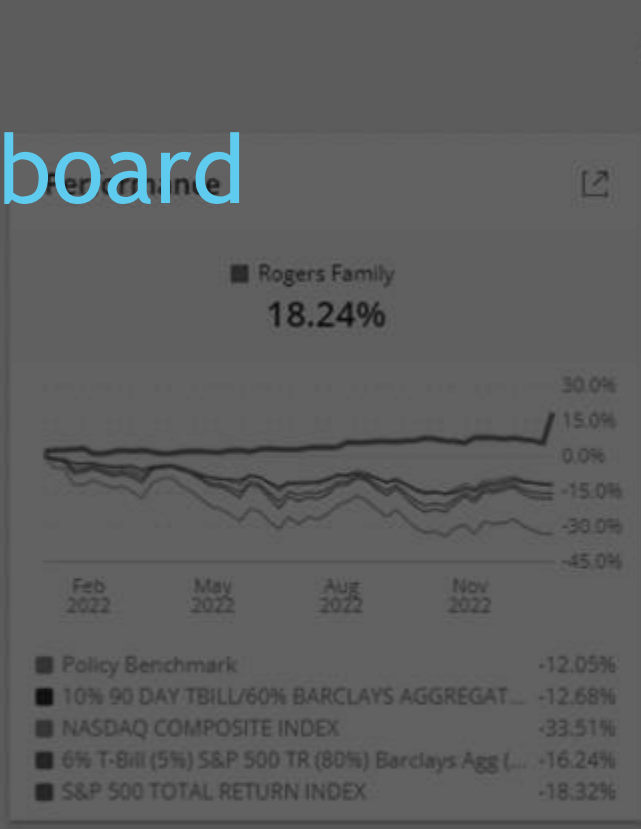 board
Performance
Rogers Family
18.24%
30.0%
15.0%
0.0%
-15.0%
-30.0%
-45.0%
Feb 2022
May 2022
Aug 2022
Nov 2022
Policy Benchmark -12.05%
10% 90 DAY TBILL/60% BARCLAYS AGGREGAT... -12.68%
NASDAQ COMPOSITE INDEX -33.51%
6% T-Bill (5%) S&P 500 TR (80%) Barclays Agg (... -16.24%
S&P 500 TOTAL RETURN INDEX -18.32%